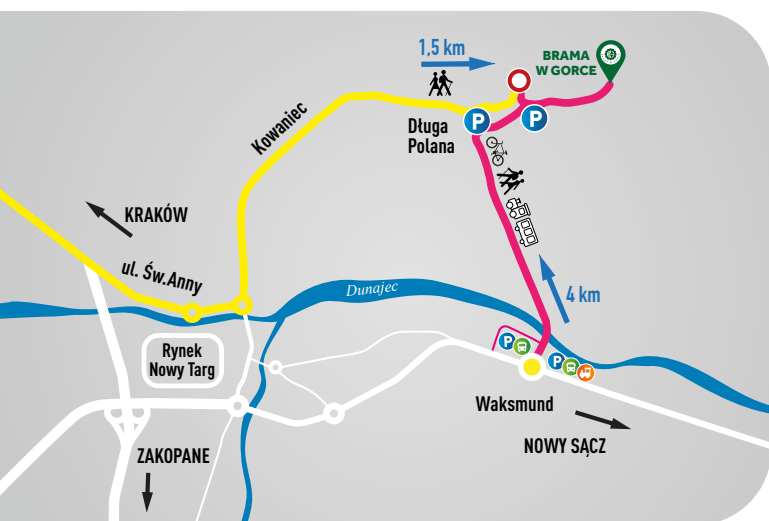 1,5 km
BRAMA
W GORCE
P
P
Długa
Polana
Kowaniec
KRAKÓW
ul. Św.Anny
Dunajec
4 km
Rynek
Nowy Targ
P
P
Waksmund
NOWY SĄCZ
ZAKOPANE